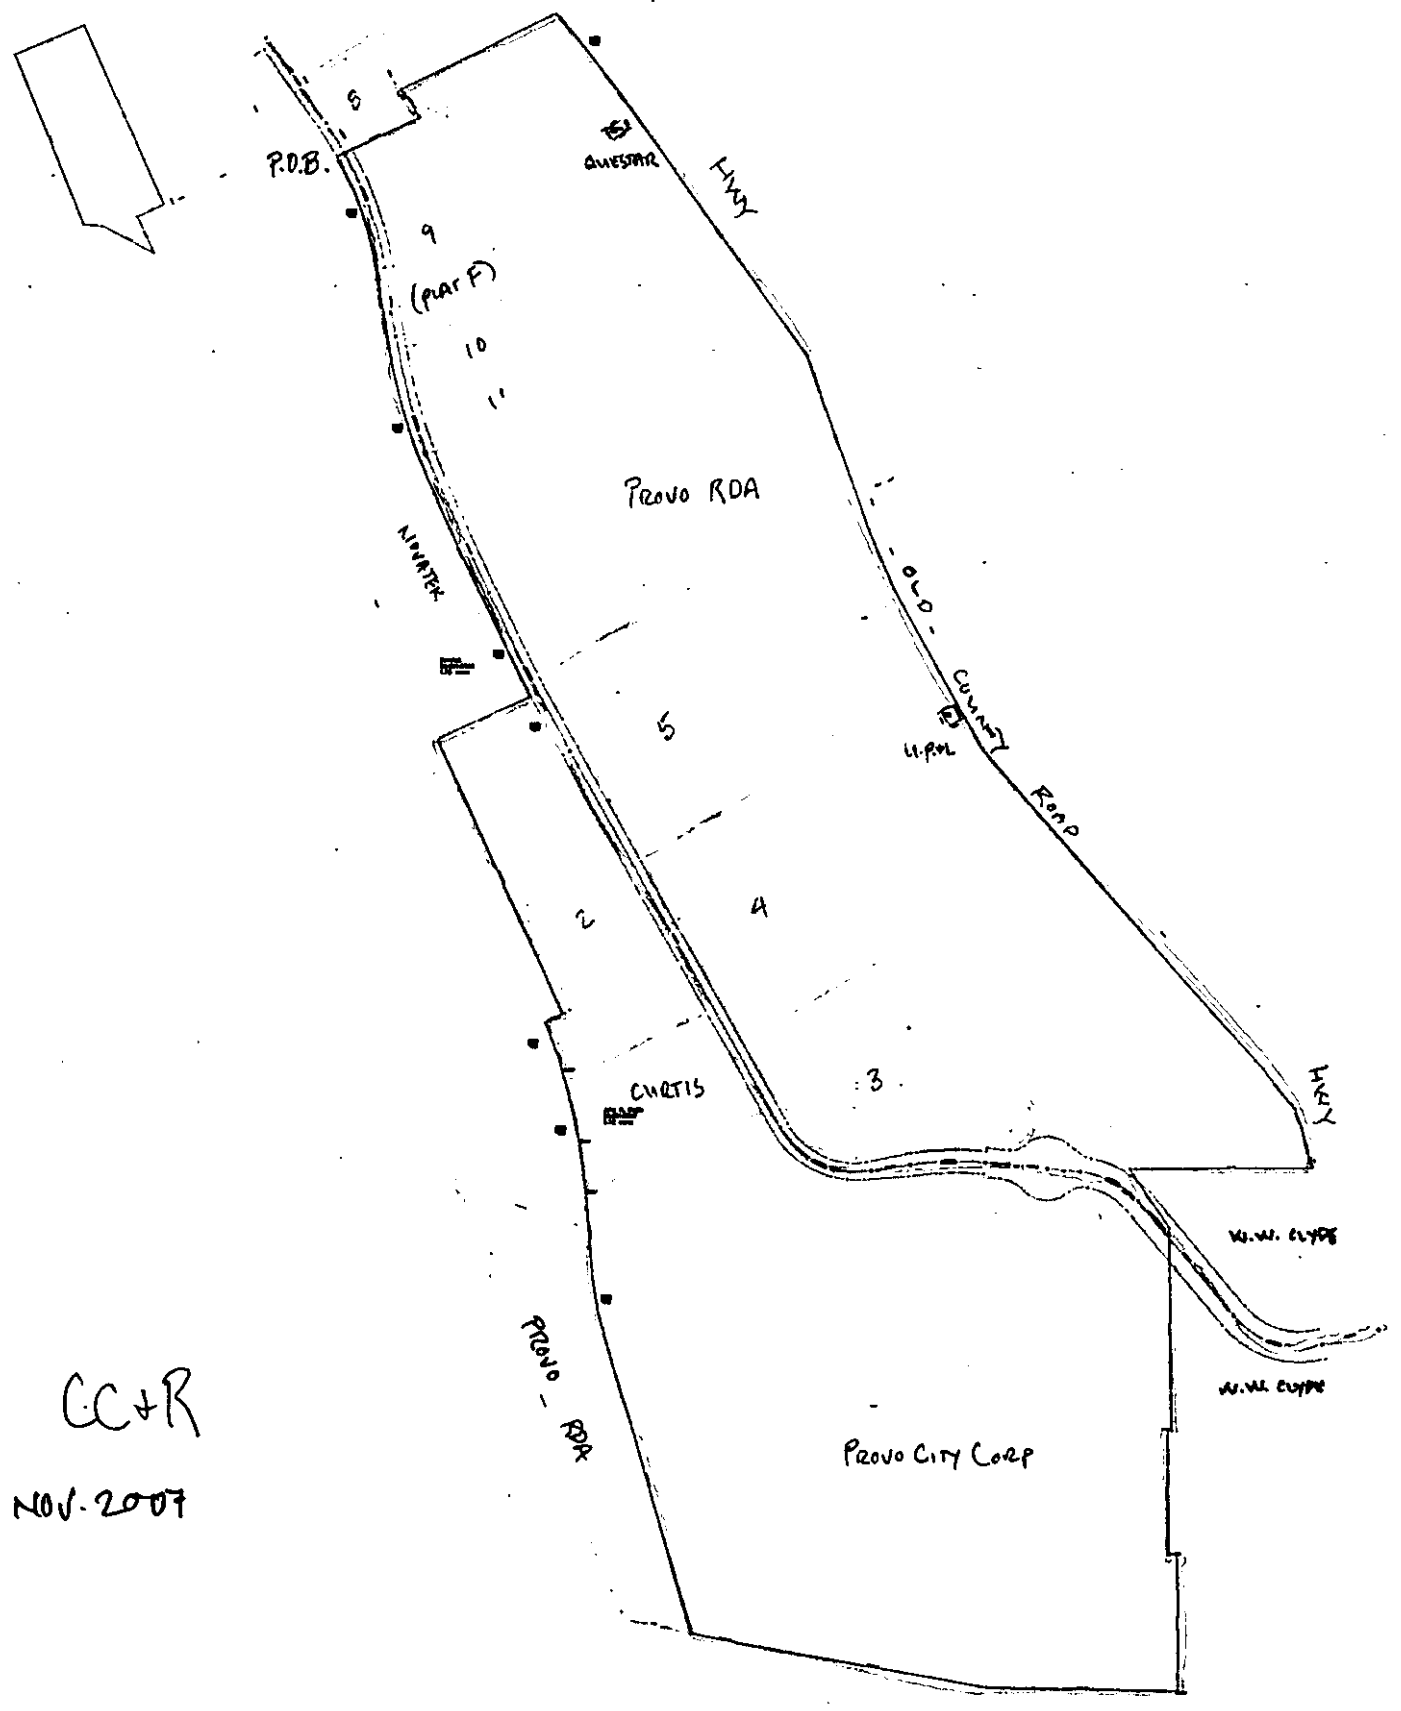 8
P.O.B.
QUESTAR
HWY
9
(PLAT F)
10
11
PROVO RDA
NOVATEK
- OLD -
COUNTY
ROAD
5
U.P.&L
2
4
CURTIS
3
HWY
W.W. CLYDE
PROVO - RDA
W.W. CLYDE
CC&R
PROVO CITY CORP
NOV. 2007